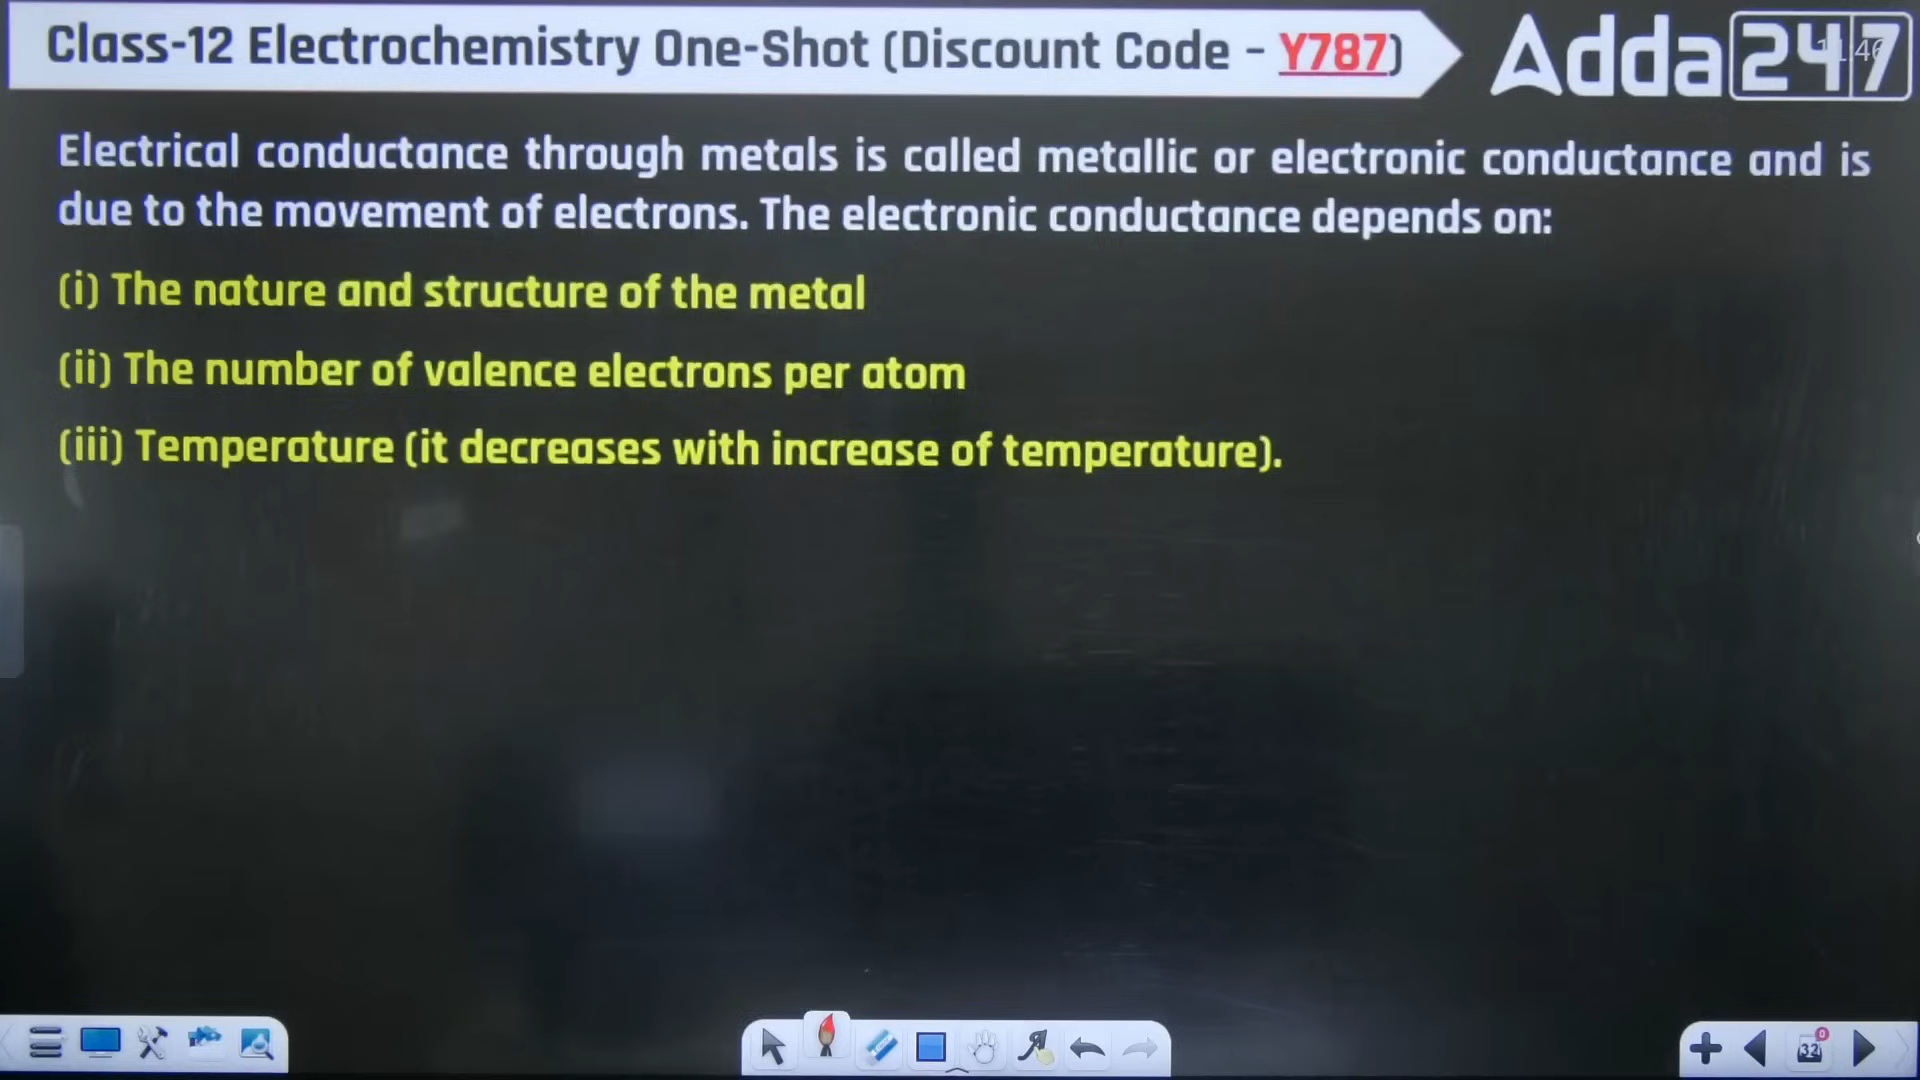 Class-12 Electrochemistry One-Shot (Discount Code - Y787)
Adda247
Electrical conductance through metals is called metallic or electronic conductance and is
due to the movement of electrons. The electronic conductance depends on:
(i) The nature and structure of the metal
(ii) The number of valence electrons per atom
(iii) Temperature (it decreases with increase of temperature).
32
0